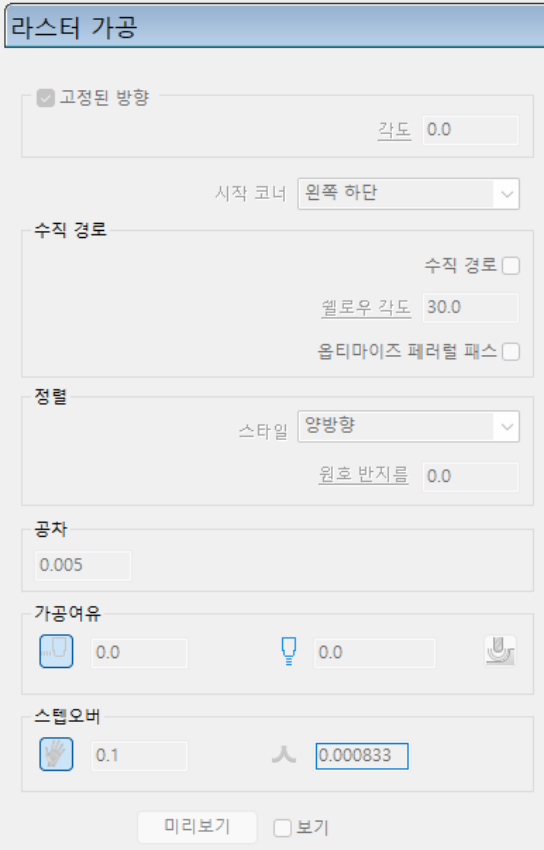 라스터 가공
고정된 방향
각도 0.0
시작 코너 왼쪽 하단
수직 경로
수직 경로
쉘로우 각도 30.0
옵티마이즈 페러럴 패스
정렬
스타일 양방향
원호 반지름 0.0
공차
0.005
가공여유
0.0 0.0
스텝오버
0.1 0.000833
미리보기 보기